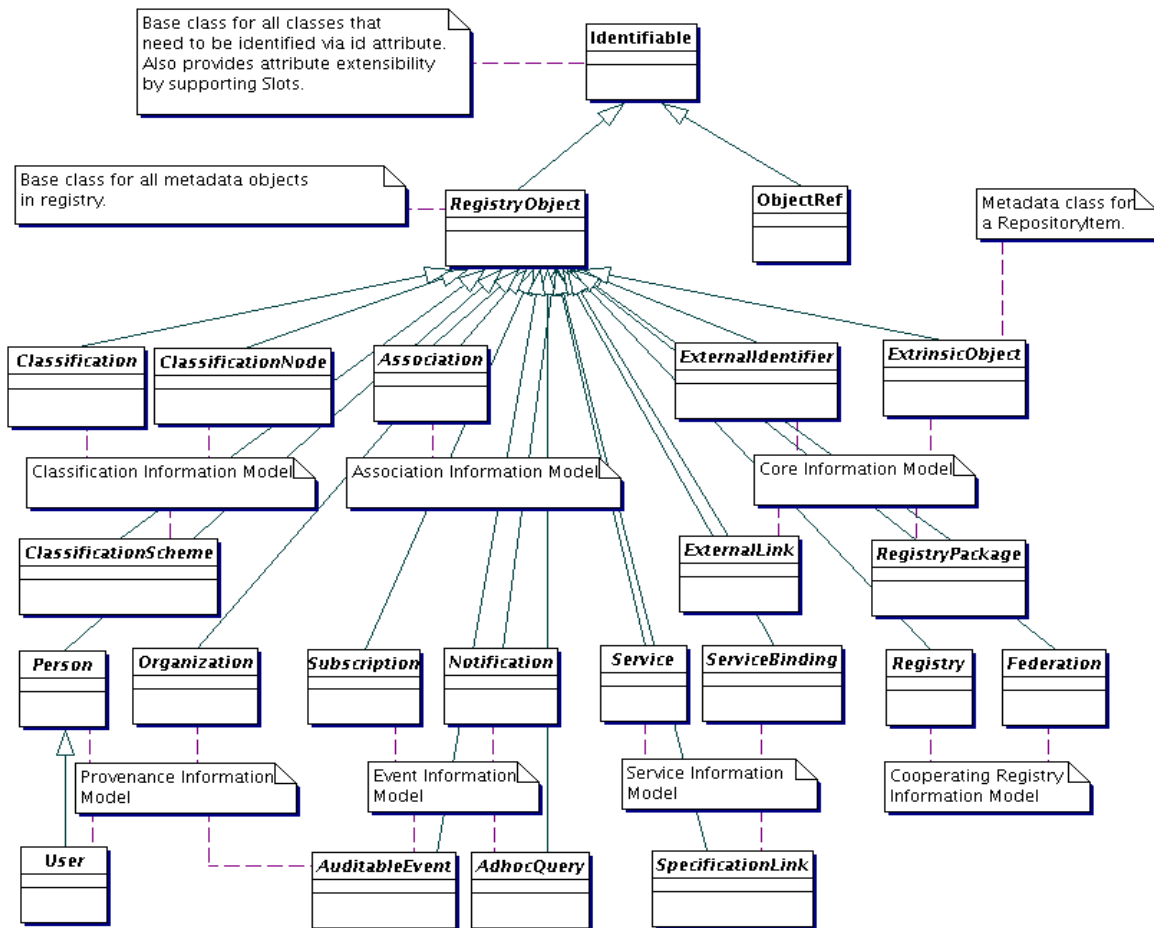 Base class for all classes that
need to be identified via id attribute.
Also provides attribute extensibility
by supporting Slots.
Identifiable
Base class for all metadata objects
in registry.
RegistryObject
ObjectRef
Metadata class for
a RepositoryItem.
Classification
ClassificationNode
Association
ExternalIdentifier
ExtrinsicObject
Classification Information Model
Association Information Model
Core Information Model
ClassificationScheme
ExternalLink
RegistryPackage
Person
Organization
Subscription
Notification
Service
ServiceBinding
Registry
Federation
Provenance Information
Model
Event Information
Model
Service Information
Model
Cooperating Registry
Information Model
User
AuditableEvent
AdhocQuery
SpecificationLink